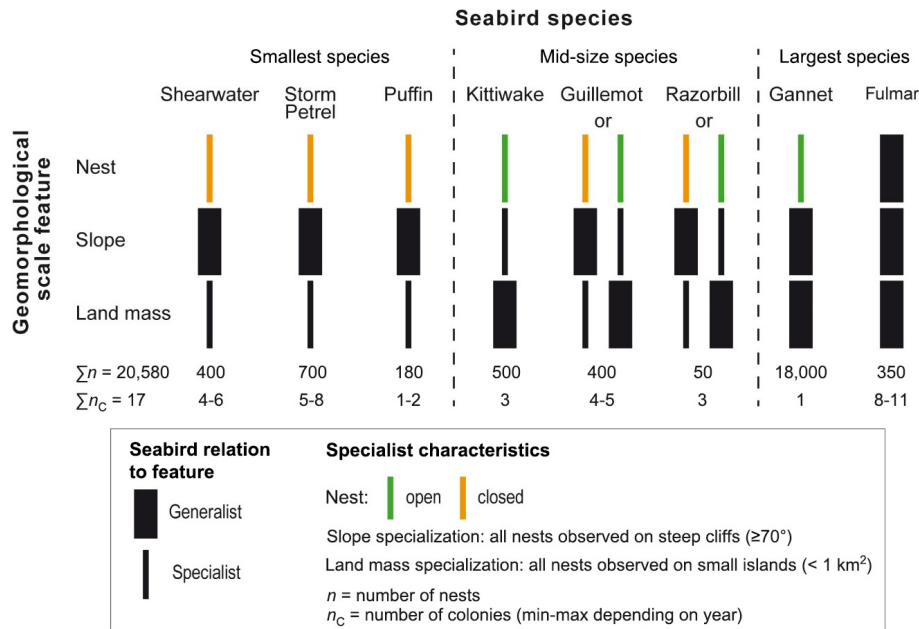 Seabird species
Smallest species Mid-size species Largest species
Shearwater Storm Petrel Puffin Kittiwake Guillemot or Razorbill or Gannet Fulmar
Geomorphological scale feature
Nest
Slope
Land mass
∑n = 20,580 400 700 180 500 400 50 18,000 350
∑n_C = 17 4-6 5-8 1-2 3 4-5 3 1 8-11
Seabird relation
to feature
Generalist
Specialist
Specialist characteristics
Nest: open closed
Slope specialization: all nests observed on steep cliffs (≥70°)
Land mass specialization: all nests observed on small islands (< 1 km²)
n = number of nests
n_C = number of colonies (min-max depending on year)